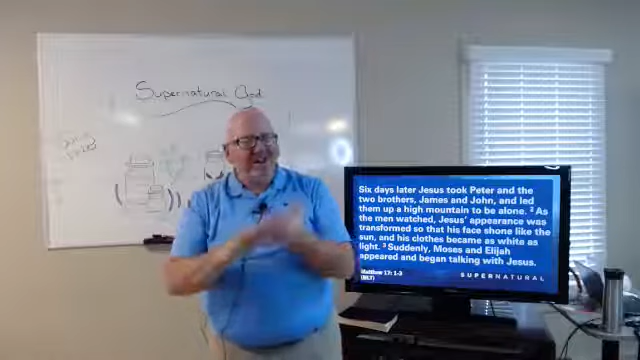 Supernatural God
Six days later Jesus took Peter and the
two brothers, James and John, and led
them up a high mountain to be alone. 2 As
the men watched, Jesus' appearance was
transformed so that his face shone like the
sun, and his clothes became as white as
light. 3 Suddenly, Moses and Elijah
appeared and began talking with Jesus.
Matthew 17: 1-3
(NLT)
SUPERNATURAL